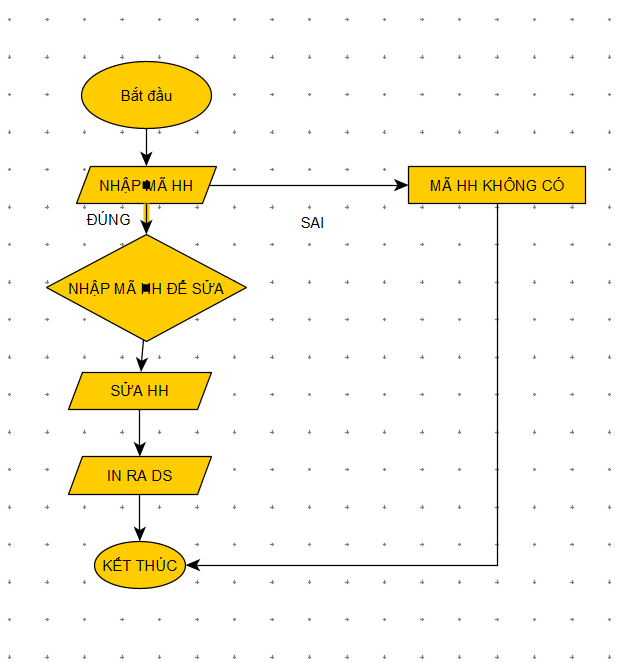 Bắt đầu
NHẬP MÃ HH
MÃ HH KHÔNG CÓ
ĐÚNG
SAI
NHẬP MÃ HH ĐỂ SỬA
SỬA HH
IN RA DS
KẾT THÚC